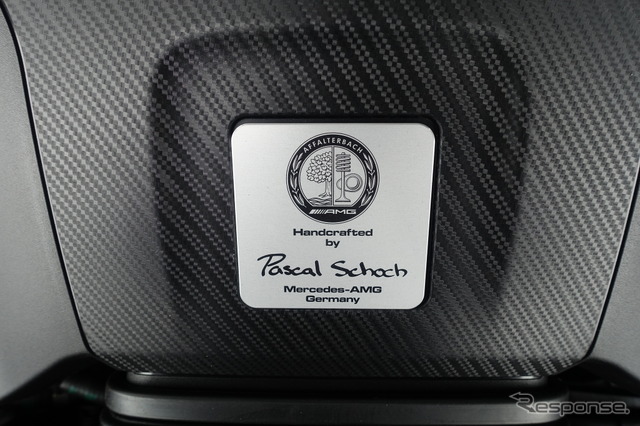 AFFALTERBACH
AMG
Handcrafted
by
Pascal Schoch
Mercedes-AMG
Germany
Response.